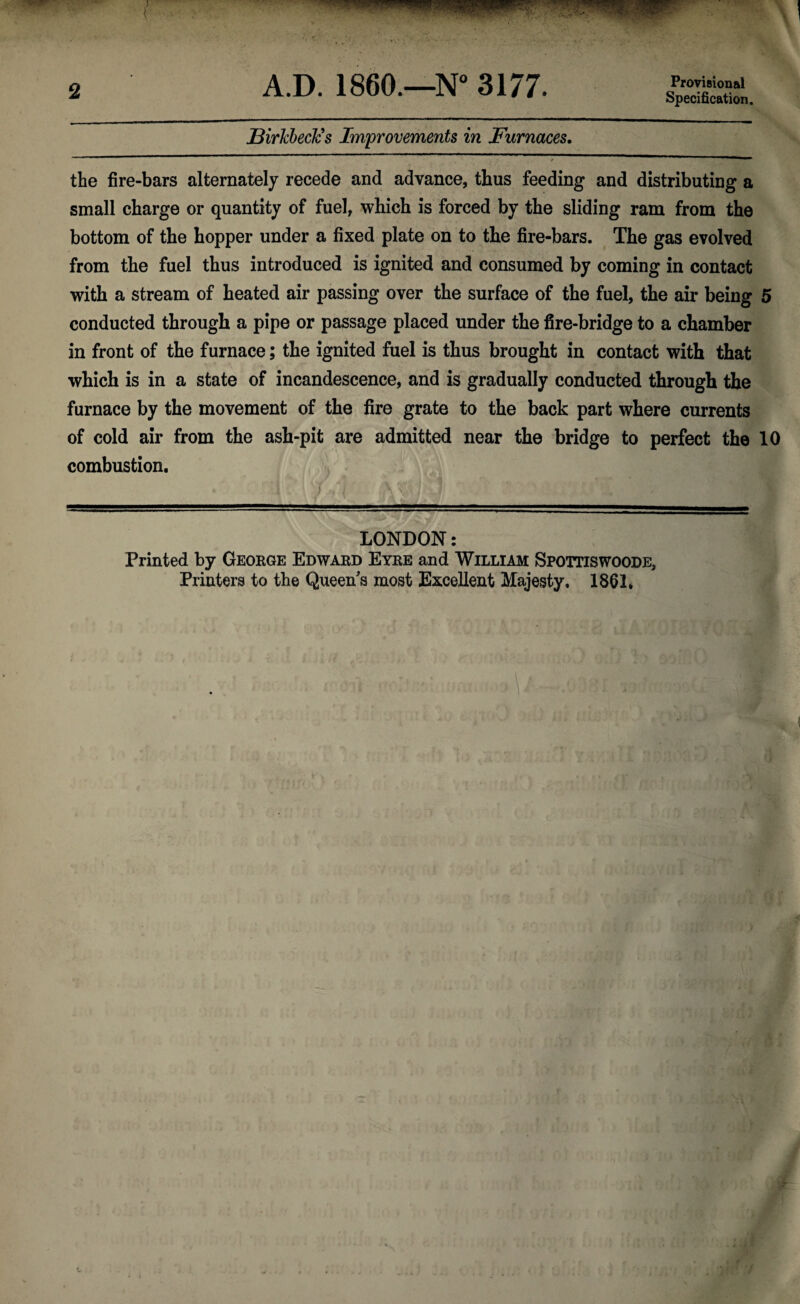 2 A.D. 1860.—Nº 3177. Provisional Specification.
Birkbeck's Improvements in Furnaces.
the fire-bars alternately recede and advance, thus feeding and distributing a
small charge or quantity of fuel, which is forced by the sliding ram from the
bottom of the hopper under a fixed plate on to the fire-bars. The gas evolved
from the fuel thus introduced is ignited and consumed by coming in contact
with a stream of heated air passing over the surface of the fuel, the air being 5
conducted through a pipe or passage placed under the fire-bridge to a chamber
in front of the furnace; the ignited fuel is thus brought in contact with that
which is in a state of incandescence, and is gradually conducted through the
furnace by the movement of the fire grate to the back part where currents
of cold air from the ash-pit are admitted near the bridge to perfect the 10
combustion.
LONDON:
Printed by George Edward Eyre and William Spottiswoode,
Printers to the Queen's most Excellent Majesty. 1861.